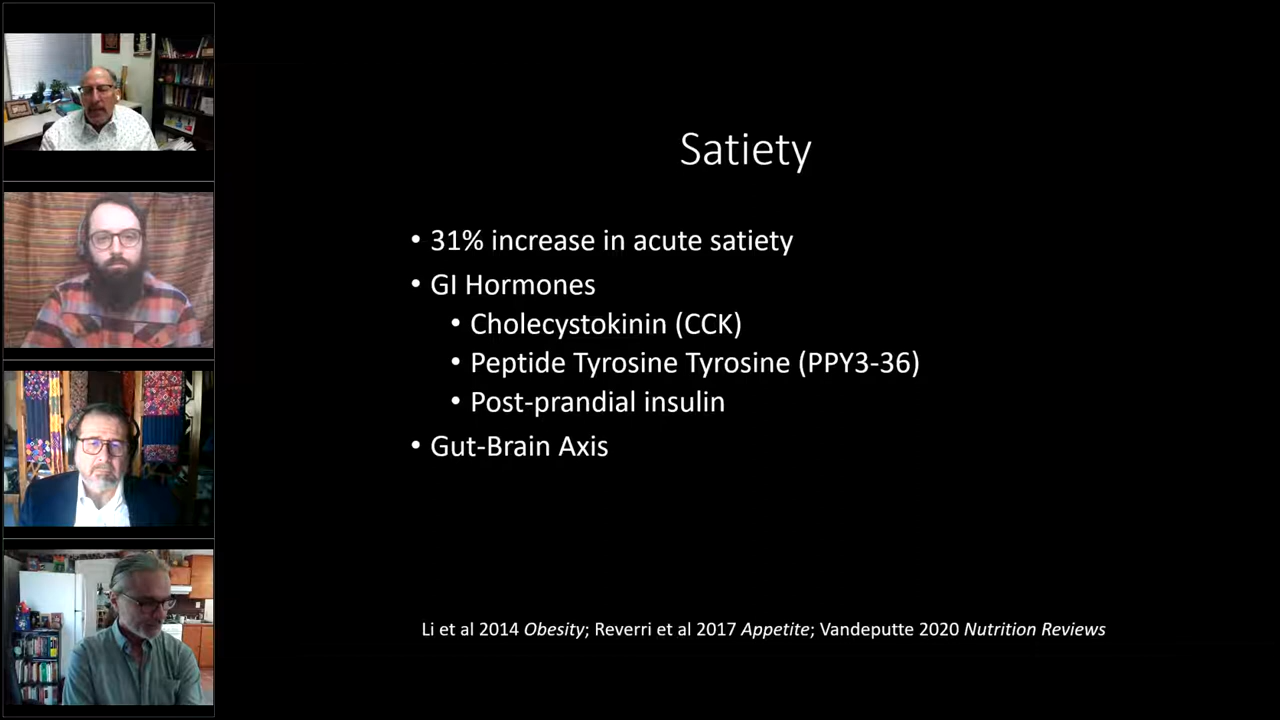 Satiety
• 31% increase in acute satiety
• GI Hormones
• Cholecystokinin (CCK)
• Peptide Tyrosine Tyrosine (PPY3-36)
• Post-prandial insulin
• Gut-Brain Axis
Li et al 2014 Obesity; Reverri et al 2017 Appetite; Vandeputte 2020 Nutrition Reviews